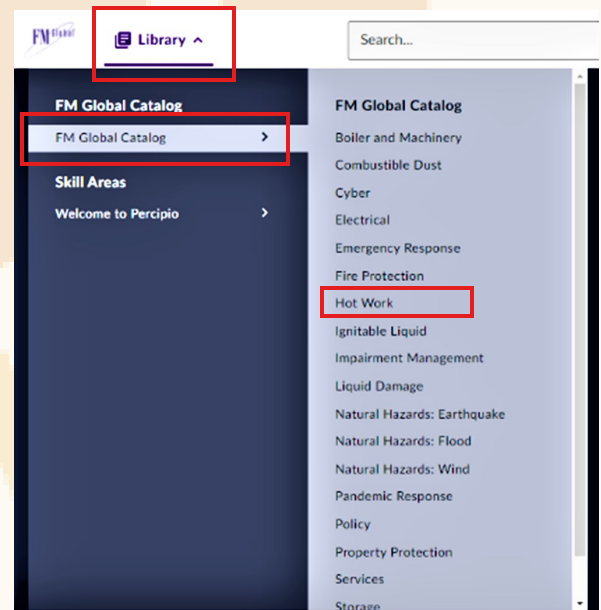 FM Global
Library
Search...
FM Global Catalog
FM Global Catalog
Skill Areas
Welcome to Percipio
FM Global Catalog
Boiler and Machinery
Combustible Dust
Cyber
Electrical
Emergency Response
Fire Protection
Hot Work
Ignitable Liquid
Impairment Management
Liquid Damage
Natural Hazards: Earthquake
Natural Hazards: Flood
Natural Hazards: Wind
Pandemic Response
Policy
Property Protection
Services
Storage